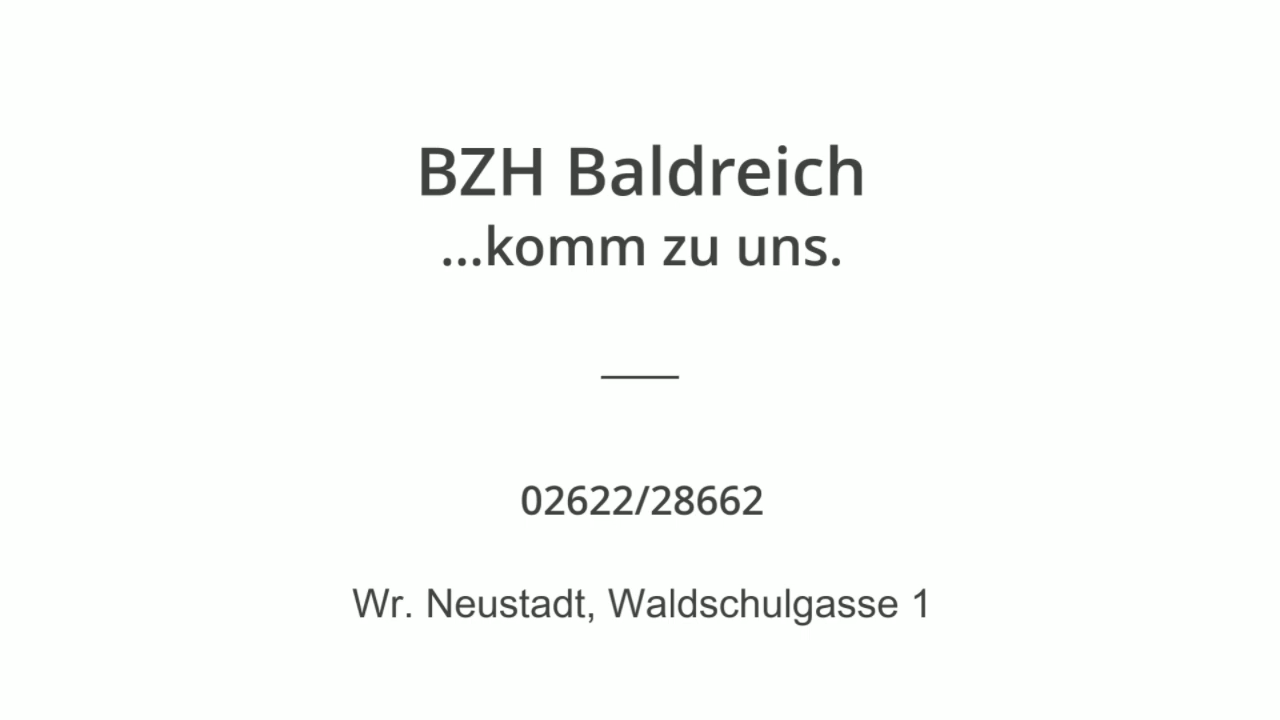 BZH Baldreich
...komm zu uns.
02622/28662
Wr. Neustadt, Waldschulgasse 1